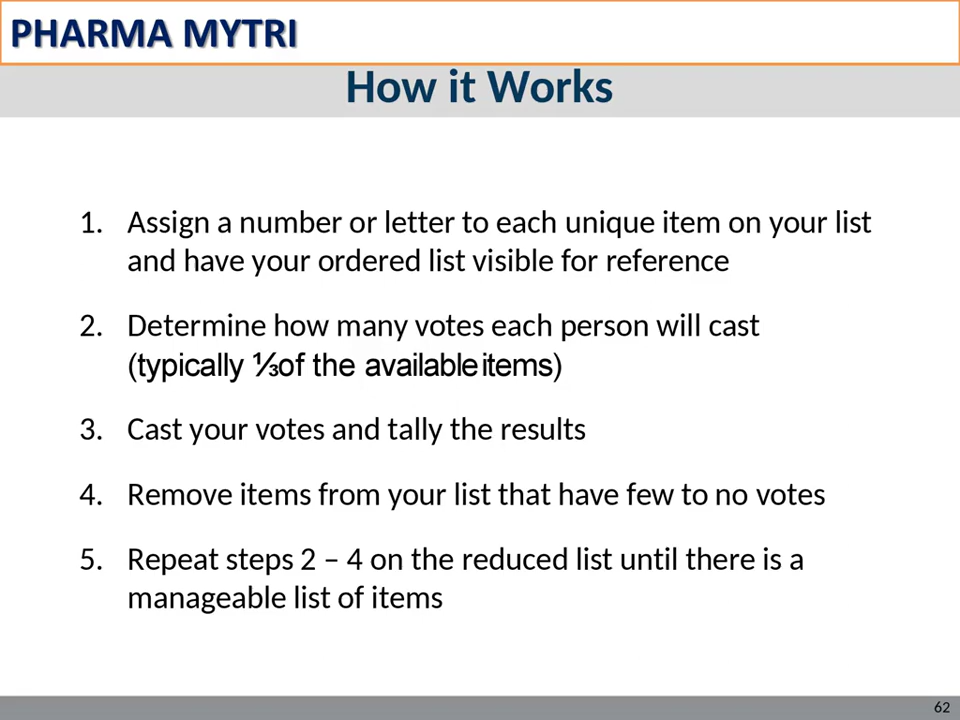 PHARMA MYTRI
How it Works
1. Assign a number or letter to each unique item on your list
and have your ordered list visible for reference
2. Determine how many votes each person will cast
(typically ⅓of the available items)
3. Cast your votes and tally the results
4. Remove items from your list that have few to no votes
5. Repeat steps 2 – 4 on the reduced list until there is a
manageable list of items
62